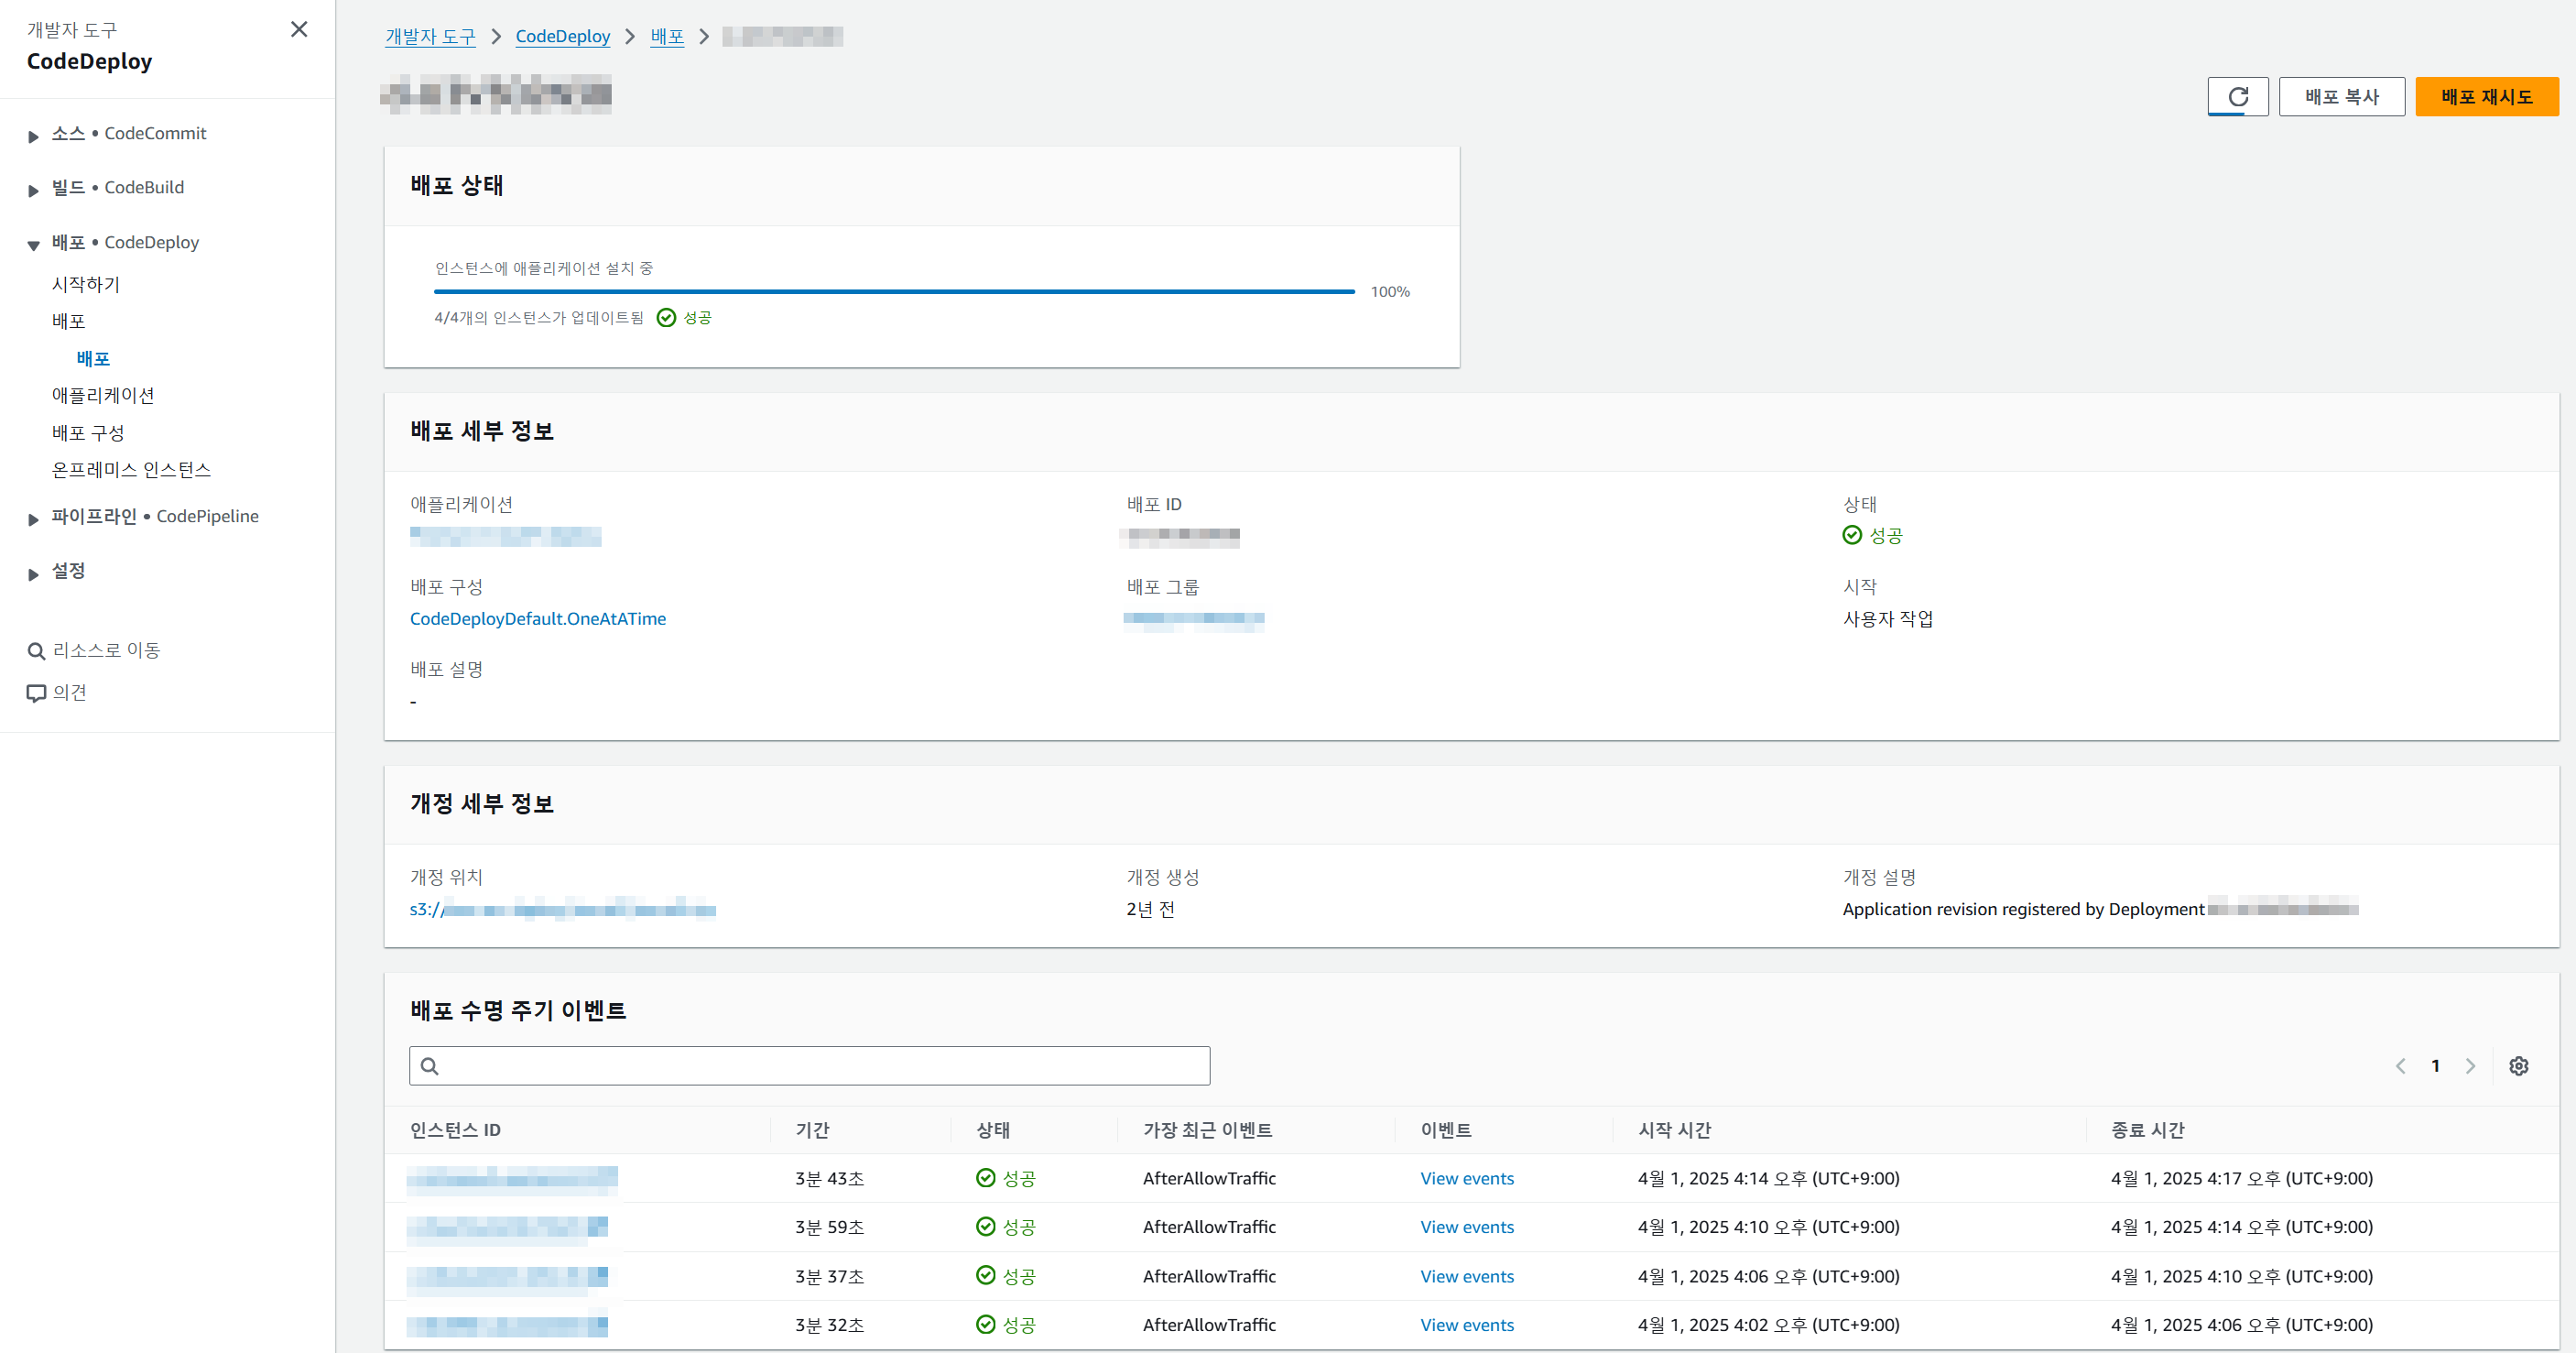 개발자 도구
CodeDeploy
소스 • CodeCommit
빌드 • CodeBuild
배포 • CodeDeploy
시작하기
배포
배포
애플리케이션
배포 구성
온프레미스 인스턴스
파이프라인 • CodePipeline
설정
리소스로 이동
의견
개발자 도구 > CodeDeploy > 배포 >
배포 복사
배포 재시도
배포 상태
인스턴스에 애플리케이션 설치 중
100%
4/4개의 인스턴스가 업데이트됨 성공
배포 세부 정보
애플리케이션 배포 ID 상태
성공
배포 구성 배포 그룹 시작
CodeDeployDefault.OneAtATime 사용자 작업
배포 설명
-
개정 세부 정보
개정 위치 개정 생성 개정 설명
s3:// 2년 전 Application revision registered by Deployment
배포 수명 주기 이벤트
1
인스턴스 ID 기간 상태 가장 최근 이벤트 이벤트 시작 시간 종료 시간
3분 43초 성공 AfterAllowTraffic View events 4월 1, 2025 4:14 오후 (UTC+9:00) 4월 1, 2025 4:17 오후 (UTC+9:00)
3분 59초 성공 AfterAllowTraffic View events 4월 1, 2025 4:10 오후 (UTC+9:00) 4월 1, 2025 4:14 오후 (UTC+9:00)
3분 37초 성공 AfterAllowTraffic View events 4월 1, 2025 4:06 오후 (UTC+9:00) 4월 1, 2025 4:10 오후 (UTC+9:00)
3분 32초 성공 AfterAllowTraffic View events 4월 1, 2025 4:02 오후 (UTC+9:00) 4월 1, 2025 4:06 오후 (UTC+9:00)